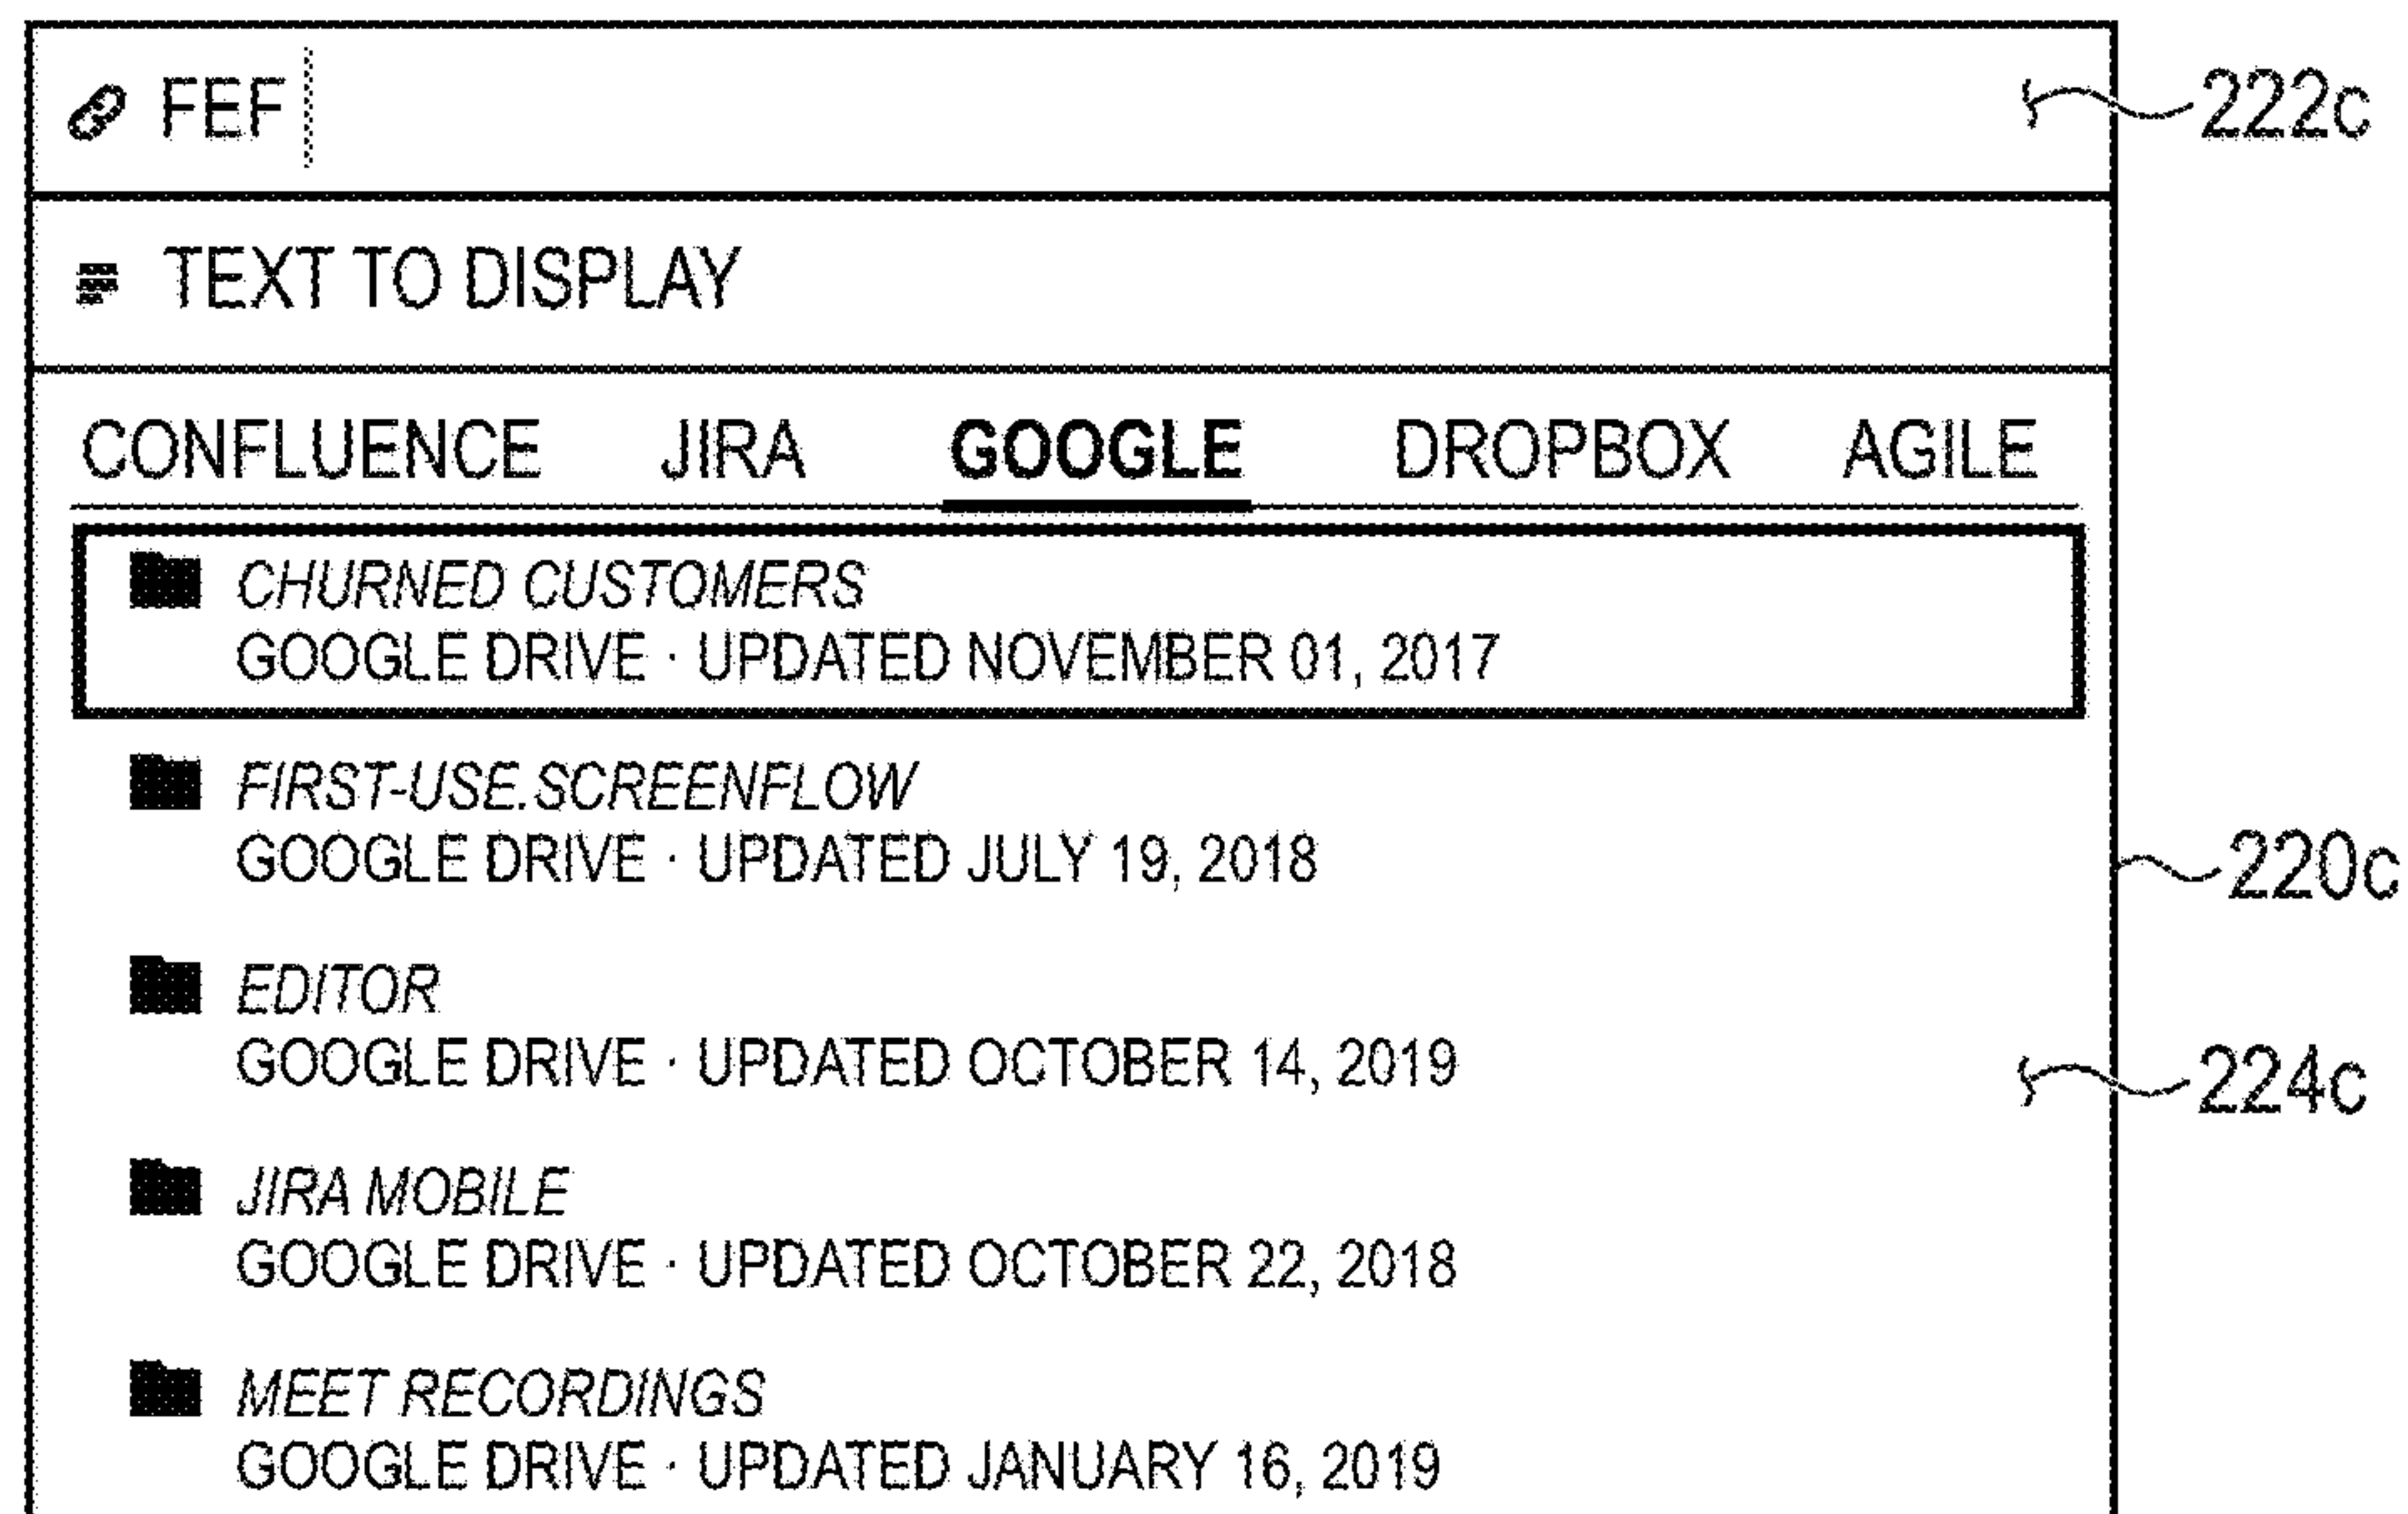 FEF
222c
TEXT TO DISPLAY
CONFLUENCE JIRA GOOGLE DROPBOX AGILE
CHURNED CUSTOMERS
GOOGLE DRIVE · UPDATED NOVEMBER 01, 2017
FIRST-USE.SCREENFLOW
GOOGLE DRIVE · UPDATED JULY 19, 2018
220c
EDITOR
GOOGLE DRIVE · UPDATED OCTOBER 14, 2019
224c
JIRA MOBILE
GOOGLE DRIVE · UPDATED OCTOBER 22, 2018
MEET RECORDINGS
GOOGLE DRIVE · UPDATED JANUARY 16, 2019